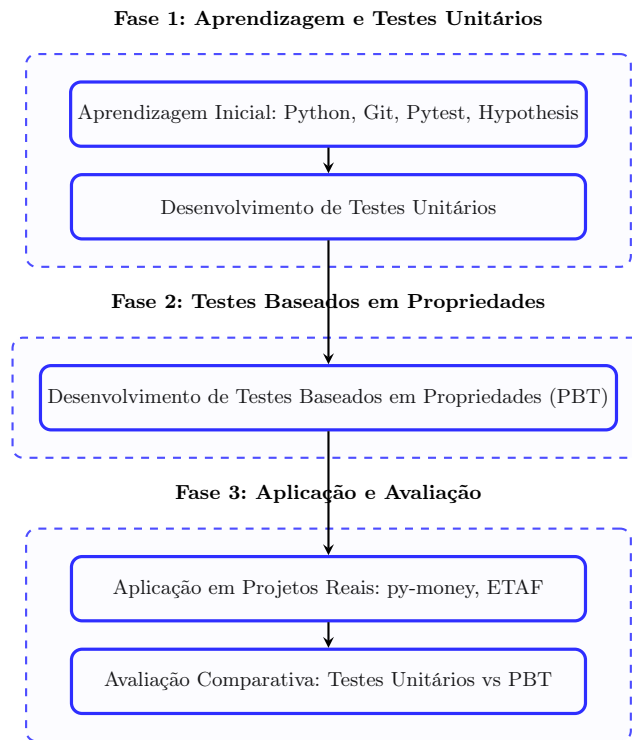 Fase 1: Aprendizagem e Testes Unitários
Aprendizagem Inicial: Python, Git, Pytest, Hypothesis
Desenvolvimento de Testes Unitários
Fase 2: Testes Baseados em Propriedades
Desenvolvimento de Testes Baseados em Propriedades (PBT)
Fase 3: Aplicação e Avaliação
Aplicação em Projetos Reais: py-money, ETAF
Avaliação Comparativa: Testes Unitários vs PBT